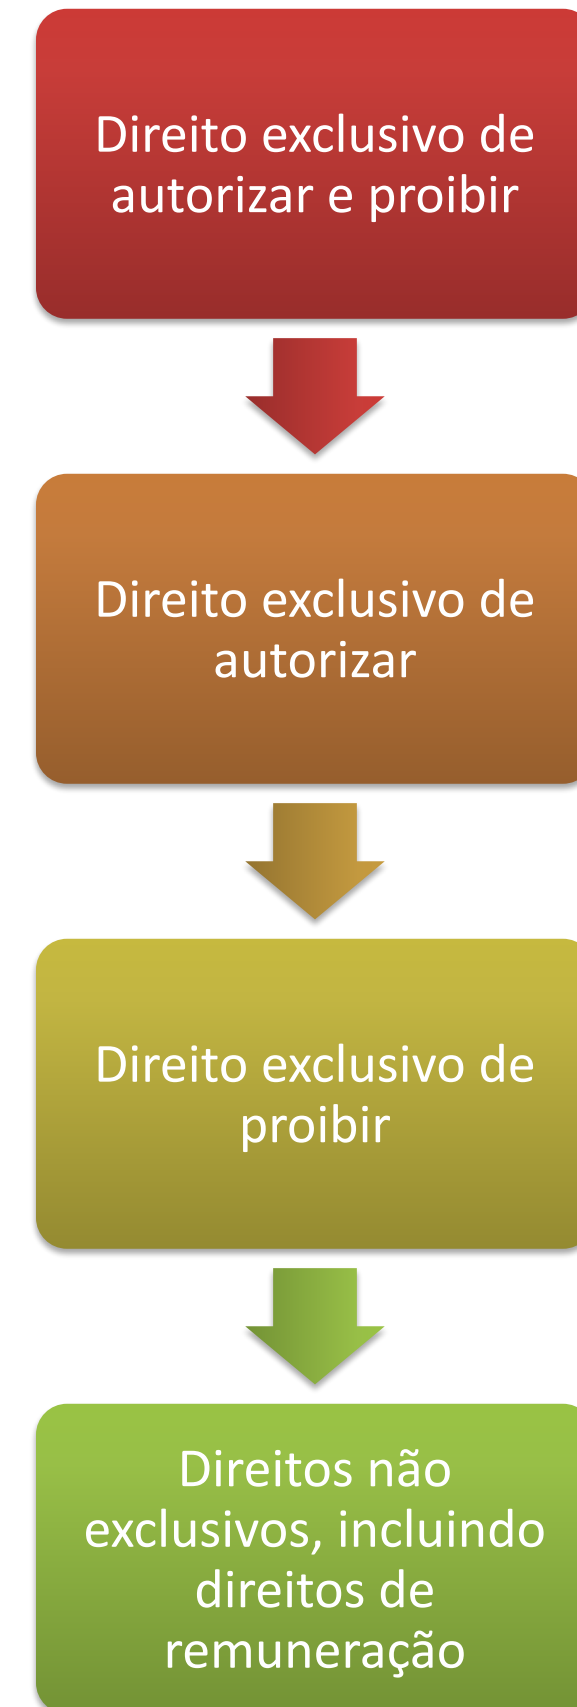 Direito exclusivo de
autorizar e proibir
Direito exclusivo de
autorizar
Direito exclusivo de
proibir
Direitos não
exclusivos, incluindo
direitos de
remuneração